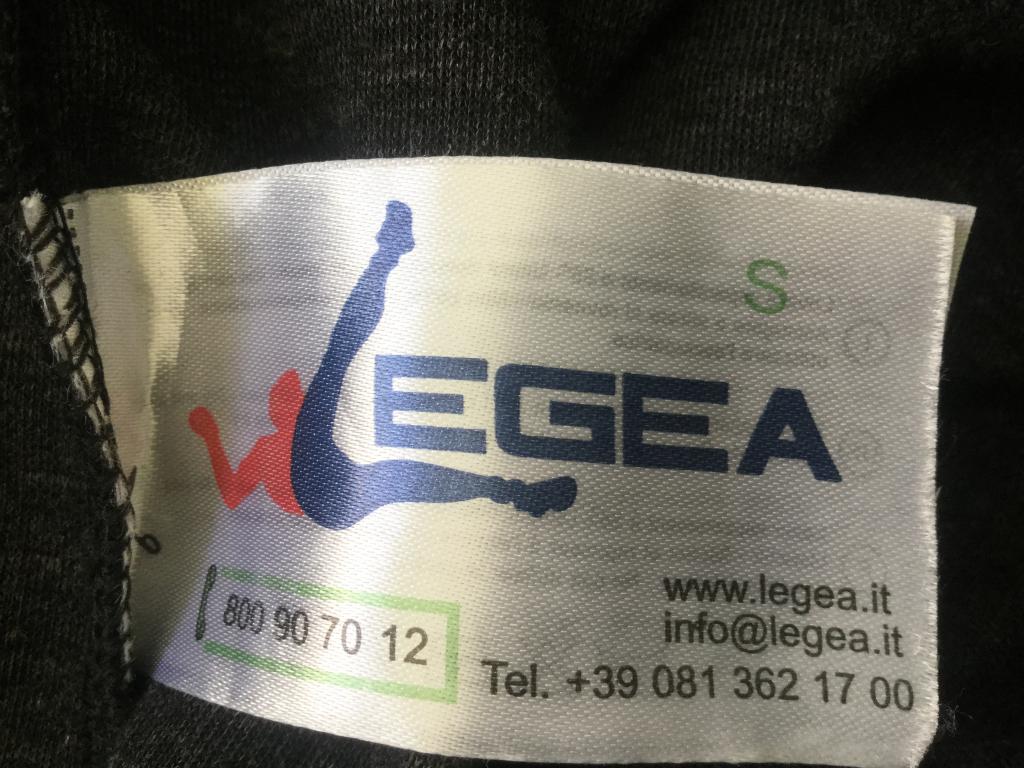 S
LEGEA
800 90 70 12
www.legea.it
info@legea.it
Tel. +39 081 362 17 00